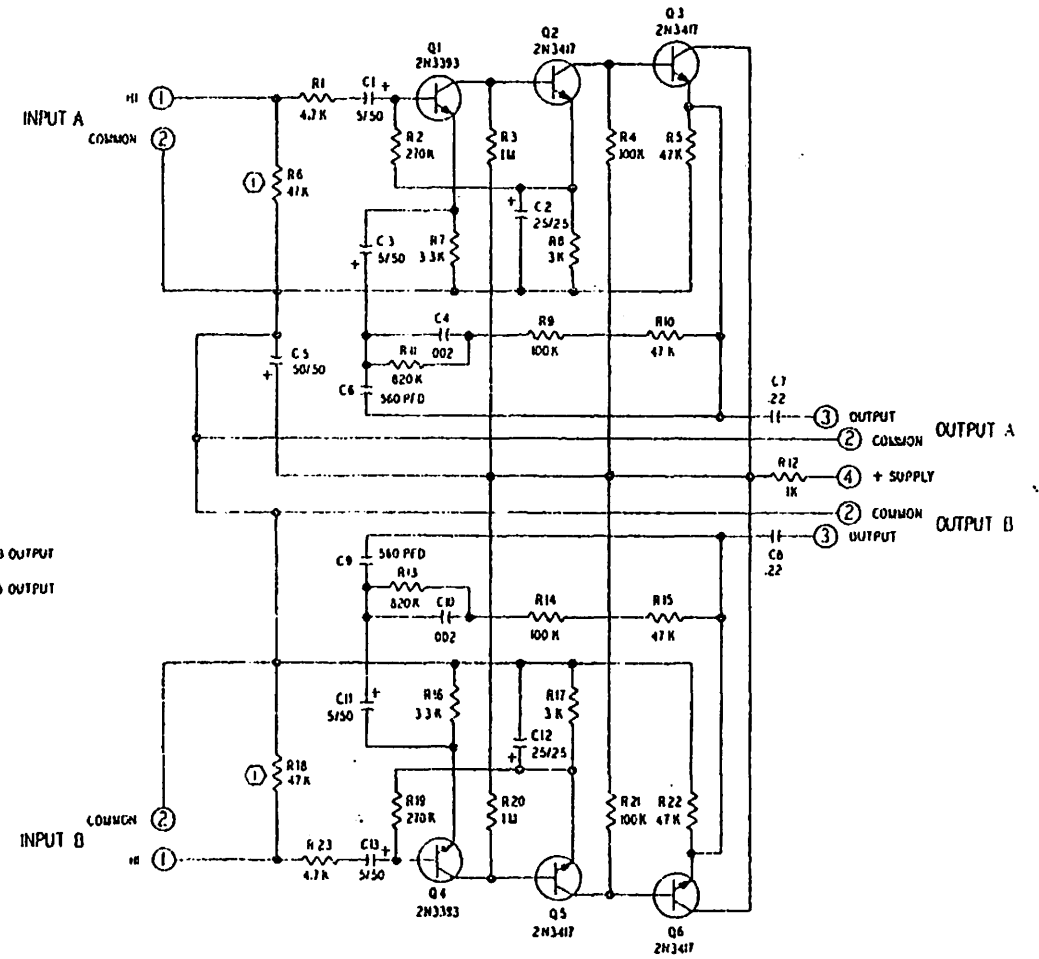 Q3
2N3417
Q2
2N3417
Q1
2N3393
INPUT A
HI 1
COMMON 2
R1
4.7K
C1 +
5/50
R2
270K
R3
1M
R4
100K
R5
47K
1
R6
47K
C3
5/50
+
R7
3.3K
+
C2
25/25
R8
3K
C4
.002
R9
100K
R10
47K
C5
50/50
+
R11
820K
C6
560 PFD
C7
.22
3 OUTPUT
2 COMMON
OUTPUT A
R12
1K
4 + SUPPLY
2 COMMON
3 OUTPUT
OUTPUT B
C8
.22
B OUTPUT
OUTPUT
C9
560 PFD
R13
820K
C10
002
R14
100K
R15
47K
C11
5/50
+
R16
3.3K
C12
25/25
+
R17
3K
1
R18
47K
R19
270K
R20
1M
R21
100K
R22
47K
INPUT B
COMMON 2
HI 1
R23
4.7K
C13 +
5/50
Q4
2N3393
Q5
2N3417
Q6
2N3417